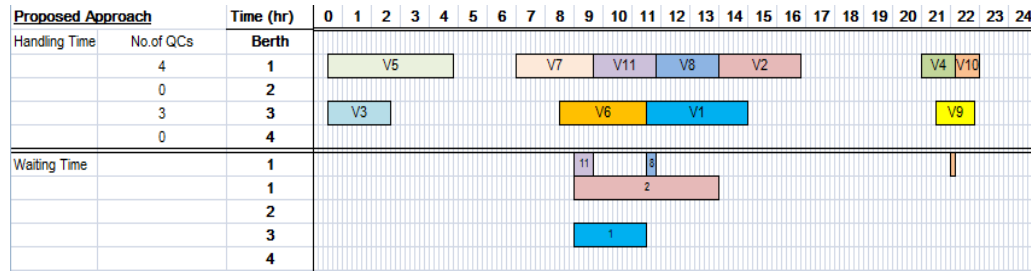 Proposed Approach Time (hr) 0 1 2 3 4 5 6 7 8 9 10 11 12 13 14 15 16 17 18 19 20 21 22 23 24
Handling Time No.of QCs Berth
4 1 V5 V7 V11 V8 V2 V4 V10
0 2
3 3 V3 V6 V1 V9
0 4
Waiting Time 1 11 8
1 2
2
3 1
4